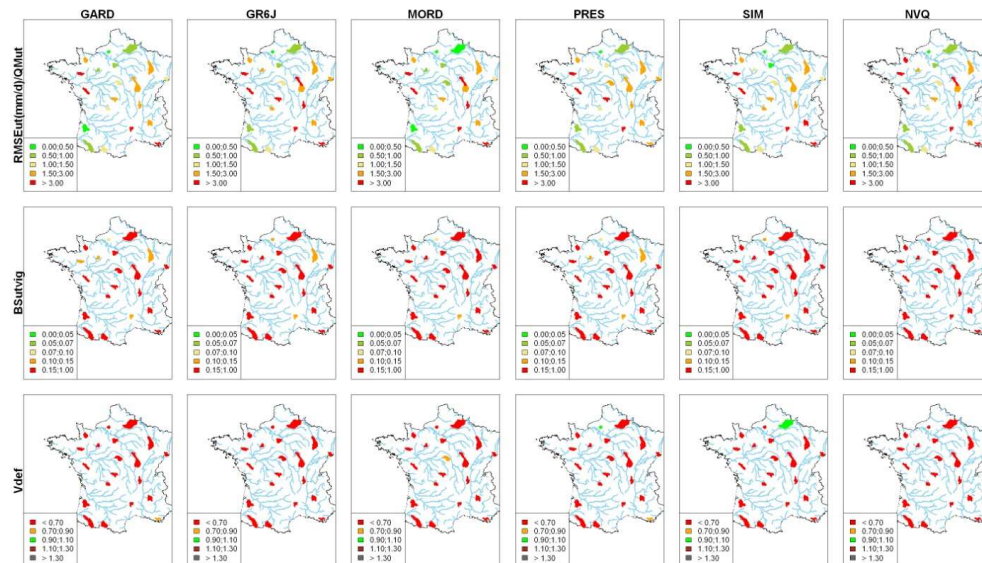 GARD GR6J MORD PRES SIM NVQ
RMSEut(mm/d)/QMut
0.00;0.50 0.00;0.50 0.00;0.50 0.00;0.50 0.00;0.50 0.00;0.50
0.50;1.00 0.50;1.00 0.50;1.00 0.50;1.00 0.50;1.00 0.50;1.00
1.00;1.50 1.00;1.50 1.00;1.50 1.00;1.50 1.00;1.50 1.00;1.50
1.50;3.00 1.50;3.00 1.50;3.00 1.50;3.00 1.50;3.00 1.50;3.00
> 3.00 > 3.00 > 3.00 > 3.00 > 3.00 > 3.00
BSutvig
0.00;0.05 0.00;0.05 0.00;0.05 0.00;0.05 0.00;0.05 0.00;0.05
0.05;0.07 0.05;0.07 0.05;0.07 0.05;0.07 0.05;0.07 0.05;0.07
0.07;0.10 0.07;0.10 0.07;0.10 0.07;0.10 0.07;0.10 0.07;0.10
0.10;0.15 0.10;0.15 0.10;0.15 0.10;0.15 0.10;0.15 0.10;0.15
0.15;1.00 0.15;1.00 0.15;1.00 0.15;1.00 0.15;1.00 0.15;1.00
Vdef
< 0.70 < 0.70 < 0.70 < 0.70 < 0.70 < 0.70
0.70;0.90 0.70;0.90 0.70;0.90 0.70;0.90 0.70;0.90 0.70;0.90
0.90;1.10 0.90;1.10 0.90;1.10 0.90;1.10 0.90;1.10 0.90;1.10
1.10;1.30 1.10;1.30 1.10;1.30 1.10;1.30 1.10;1.30 1.10;1.30
> 1.30 > 1.30 > 1.30 > 1.30 > 1.30 > 1.30